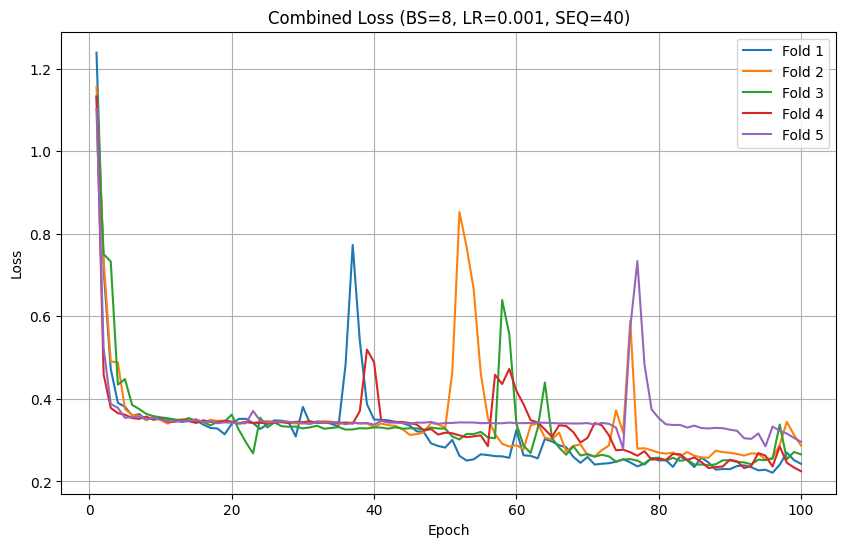 Combined Loss (BS=8, LR=0.001, SEQ=40)
Fold 1
Fold 2
Fold 3
Fold 4
Fold 5
Loss
1.2
1.0
0.8
0.6
0.4
0.2
0
20
40
60
80
100
Epoch